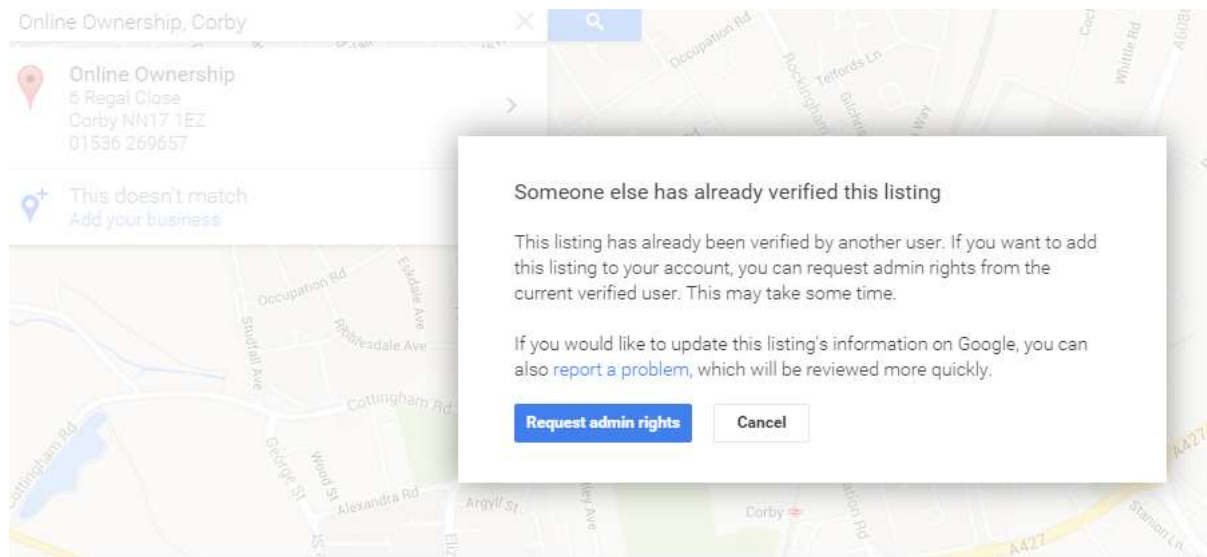 Online Ownership, Corby
Online Ownership
6 Regal Close
Corby NN17 1EZ
01536 269657
This doesn't match
Add your business
Someone else has already verified this listing
This listing has already been verified by another user. If you want to add
this listing to your account, you can request admin rights from the
current verified user. This may take some time.
If you would like to update this listing's information on Google, you can
also report a problem, which will be reviewed more quickly.
Request admin rights
Cancel
Occupation Rd
Rockingham
Telfords Ln
Whittle Rd
Occupation Rd
Eskdale Ave
Ribblesdale Ave
Studfall Ave
Cottingham Rd
Cottingham Rd
George St
Wood St
Alexandra Rd
Argyll St
Corby
A427
A427
Stanion Ln